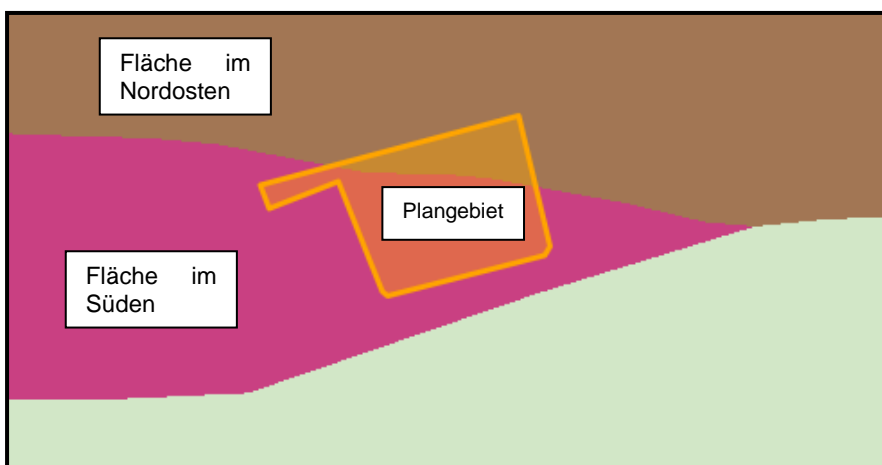 Fläche im
Nordosten
Plangebiet
Fläche im
Süden